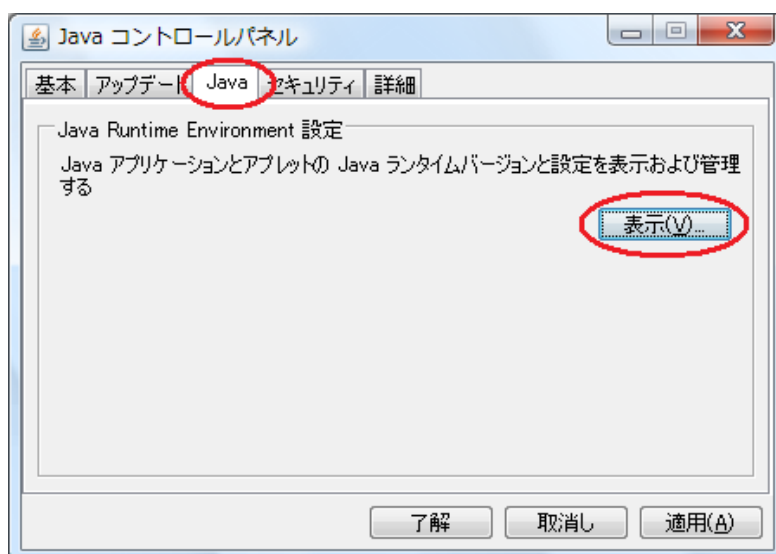 Java コントロールパネル
基本 アップデート Java セキュリティ 詳細
Java Runtime Environment 設定
Java アプリケーションとアプレットの Java ランタイムバージョンと設定を表示および管理
する
表示(V)...
了解 取消し 適用(A)